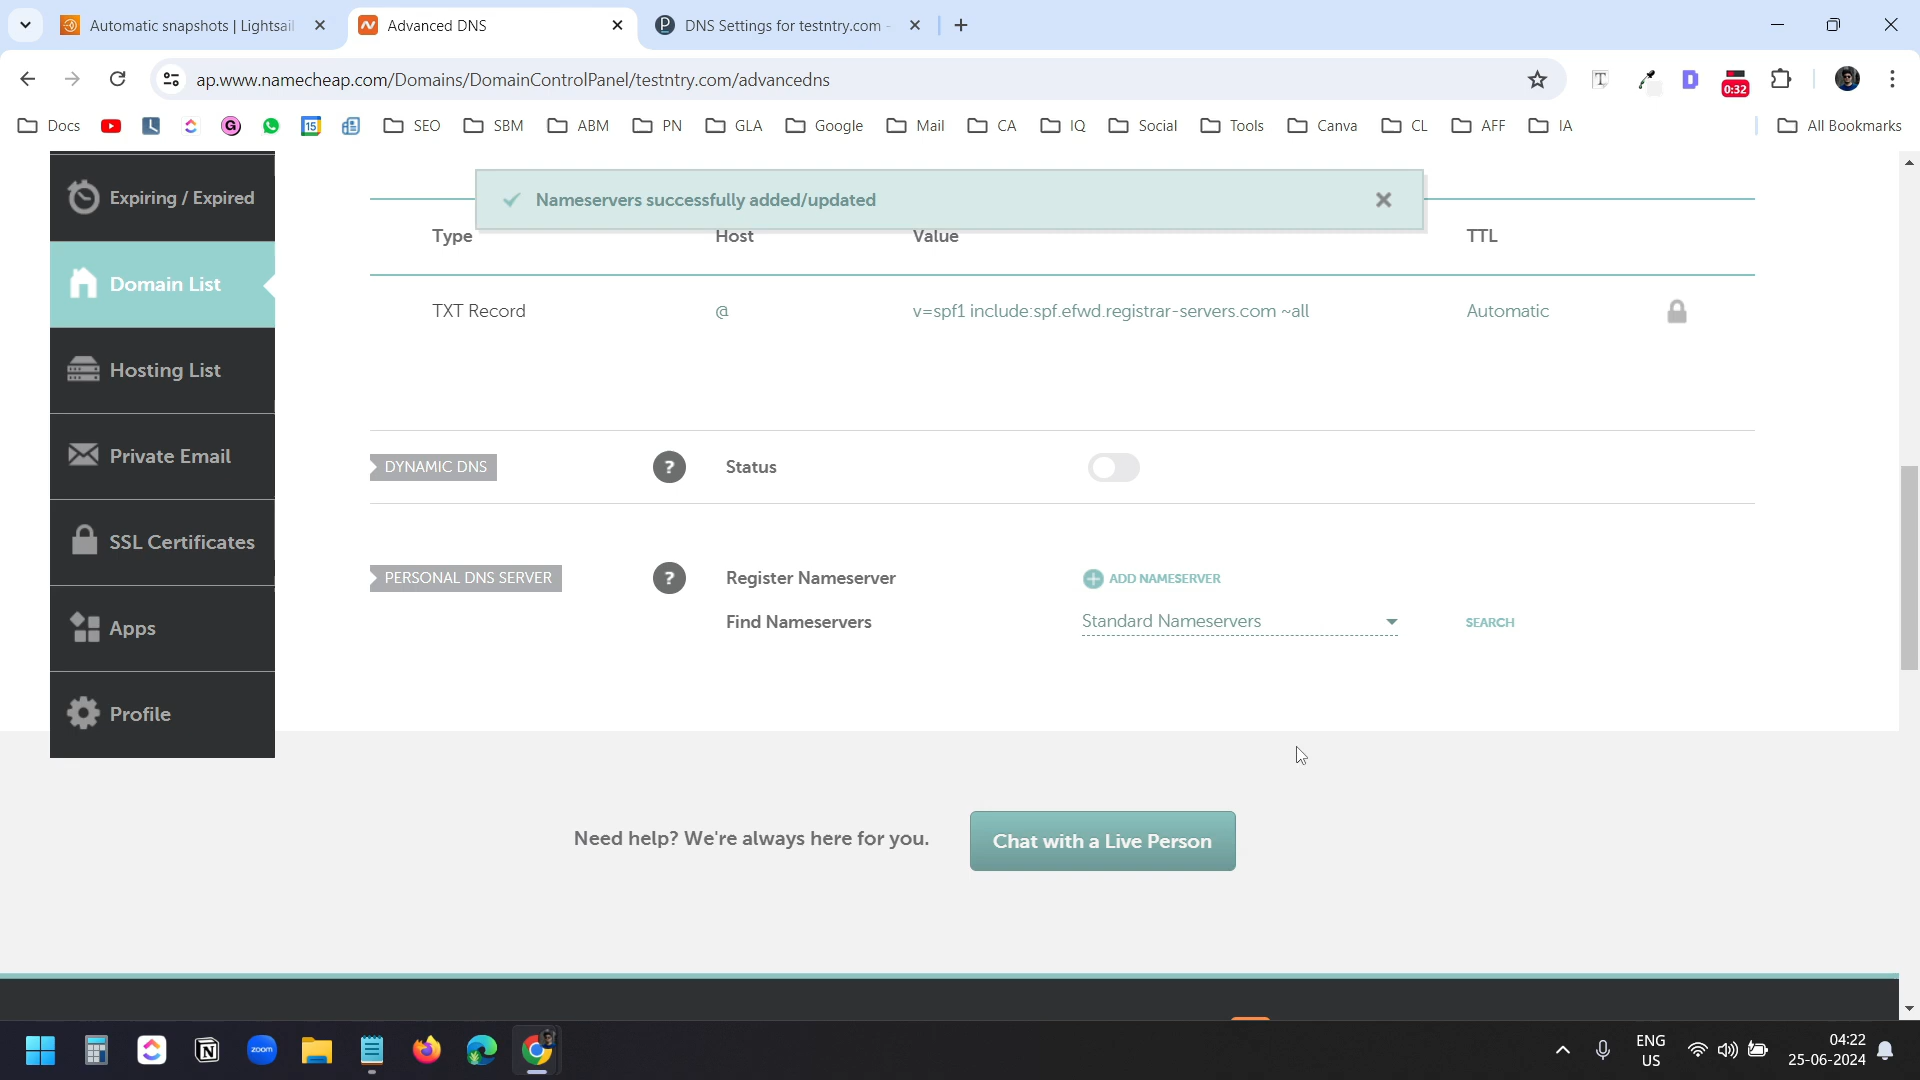 Automatic snapshots | Lightsail
Advanced DNS
DNS Settings for testntry.com -
ap.www.namecheap.com/Domains/DomainControlPanel/testntry.com/advancedns
0:32
Docs
15
SEO
SBM
ABM
PN
GLA
Google
Mail
CA
IQ
Social
Tools
Canva
CL
AFF
IA
All Bookmarks
Expiring / Expired
Domain List
Hosting List
Private Email
SSL Certificates
Apps
Profile
Nameservers successfully added/updated
Type Host Value TTL
TXT Record @ v=spf1 include:spf.efwd.registrar-servers.com ~all Automatic
DYNAMIC DNS ? Status
PERSONAL DNS SERVER ? Register Nameserver ADD NAMESERVER
Find Nameservers Standard Nameservers SEARCH
Need help? We're always here for you. Chat with a Live Person
zoom
ENG
US
04:22
25-06-2024